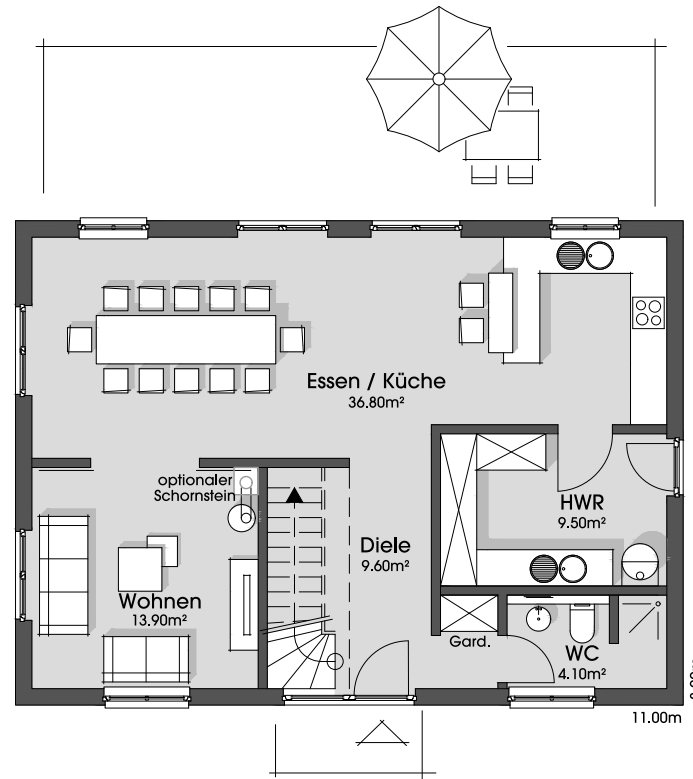 Essen / Küche
36.80m²
optionaler
Schornstein
HWR
9.50m²
Diele
9.60m²
Wohnen
13.90m²
Gard.
WC
4.10m²
11.00m